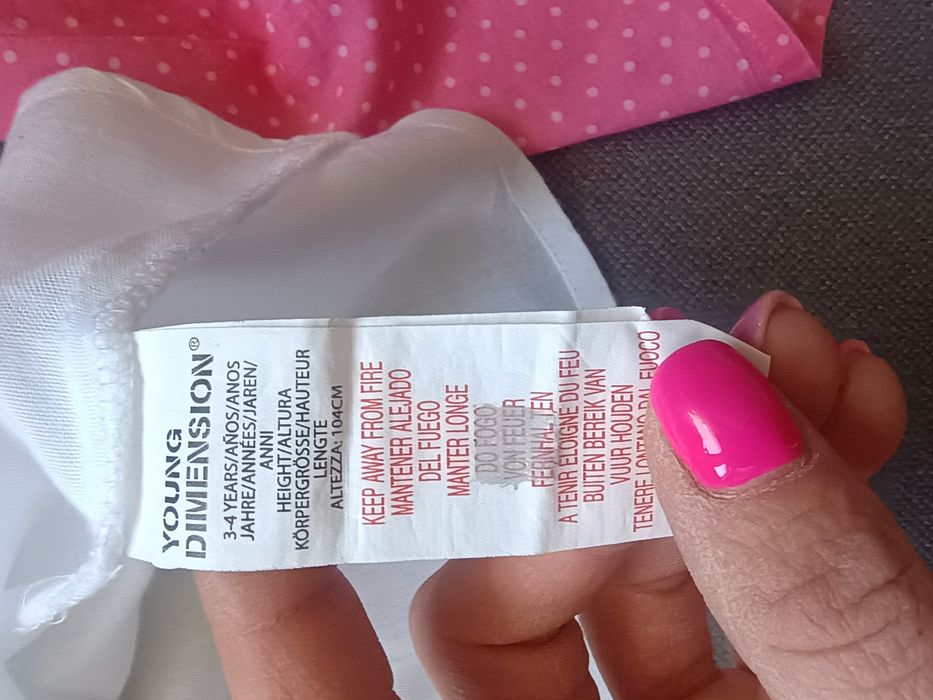 YOUNG
DIMENSION®
3-4 YEARS/AÑOS/ANOS
JAHRE/ANNÉES/JAREN/
ANNI
HEIGHT/ALTURA
KÖRPERGRÖSSE/HAUTEUR
LENGTE
ALTEZZA: 104CM
KEEP AWAY FROM FIRE
MANTENER ALEJADO
DEL FUEGO
MANTER LONGE
DO FOGO
VOM FEUER
FERNHALTEN
A TENIR ELOIGNE DU FEU
BUITEN BEREIK VAN
VUUR HOUDEN
TENERE LONTANO DAL FUOCO